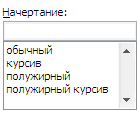 Начертание:
обычный
курсив
полужирный
полужирный курсив